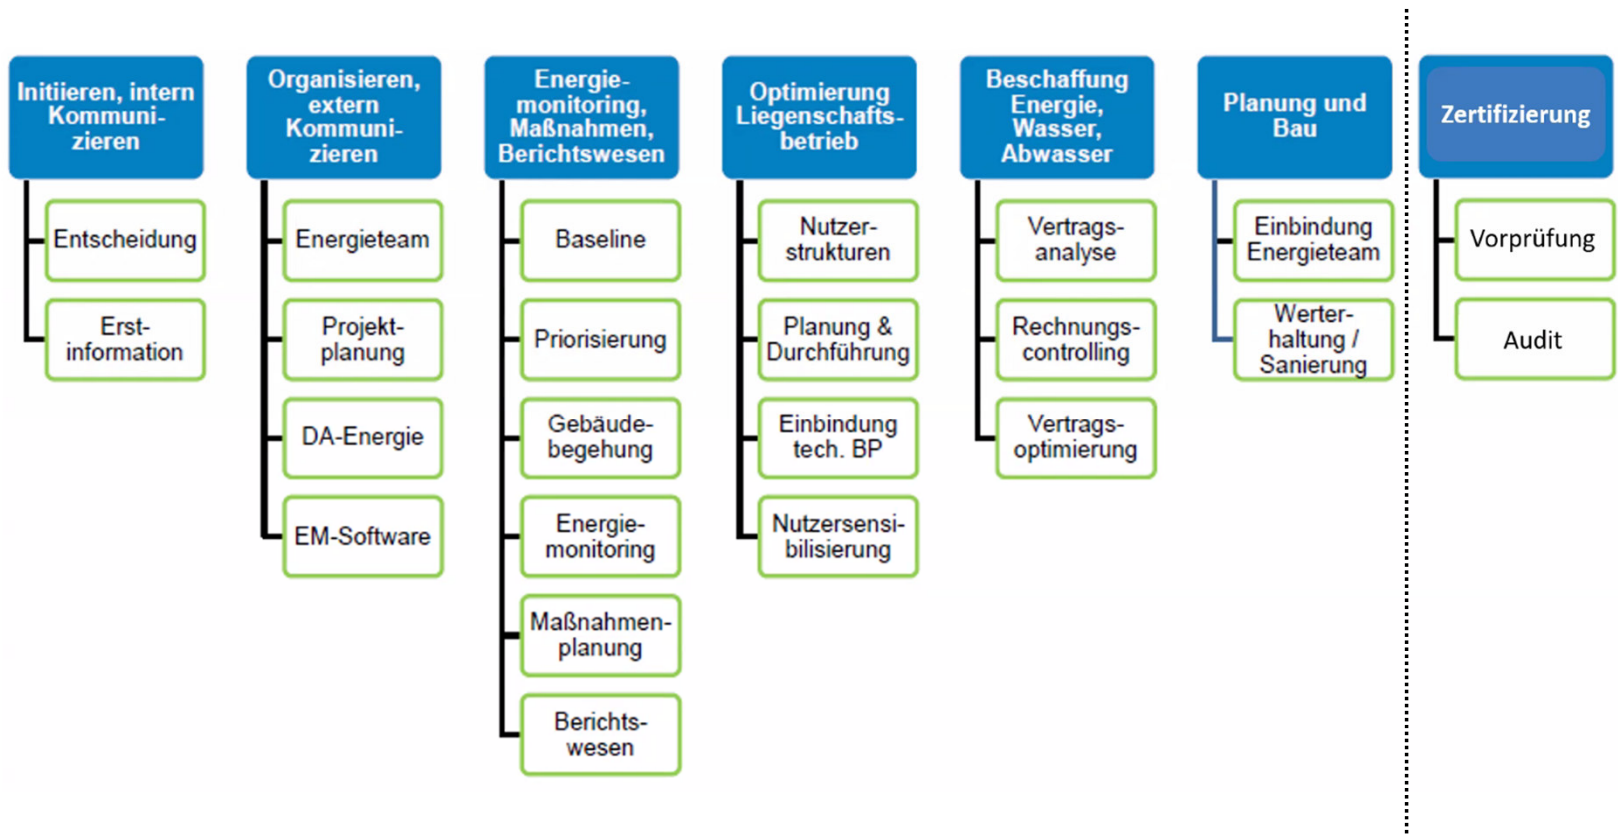 Initiieren, intern
Kommuni-
zieren
Entscheidung
Erst-
information
Organisieren,
extern
Kommuni-
zieren
Energieteam
Projekt-
planung
DA-Energie
EM-Software
Energie-
monitoring,
Maßnahmen,
Berichtswesen
Baseline
Priorisierung
Gebäude-
begehung
Energie-
monitoring
Maßnahmen-
planung
Berichts-
wesen
Optimierung
Liegenschafts-
betrieb
Nutzer-
strukturen
Planung &
Durchführung
Einbindung
tech. BP
Nutzersensi-
bilisierung
Beschaffung
Energie,
Wasser,
Abwasser
Vertrags-
analyse
Rechnungs-
controlling
Vertrags-
optimierung
Planung und
Bau
Einbindung
Energieteam
Werter-
haltung /
Sanierung
Zertifizierung
Vorprüfung
Audit